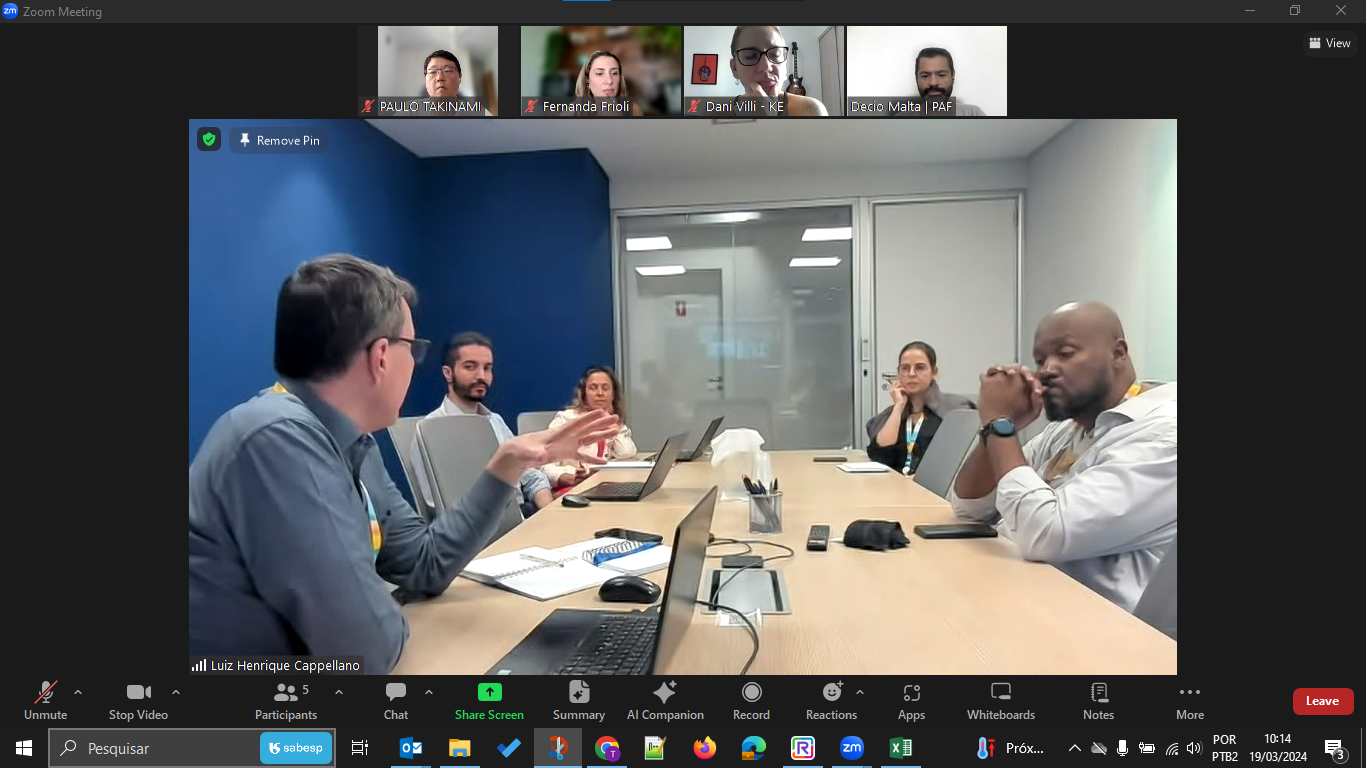 Zoom Meeting
View
PAULO TAKINAMI
Fernanda Frioli
Dani Villi - KE
Decio Malta | PAF
Remove Pin
Luiz Henrique Cappellano
5
Unmute
Stop Video
Participants
Chat
Share Screen
Summary
AI Companion
Record
Reactions
Apps
Whiteboards
Notes
More
Leave
Pesquisar
sabesp
Próx...
POR
PTB2
10:14
19/03/2024
3